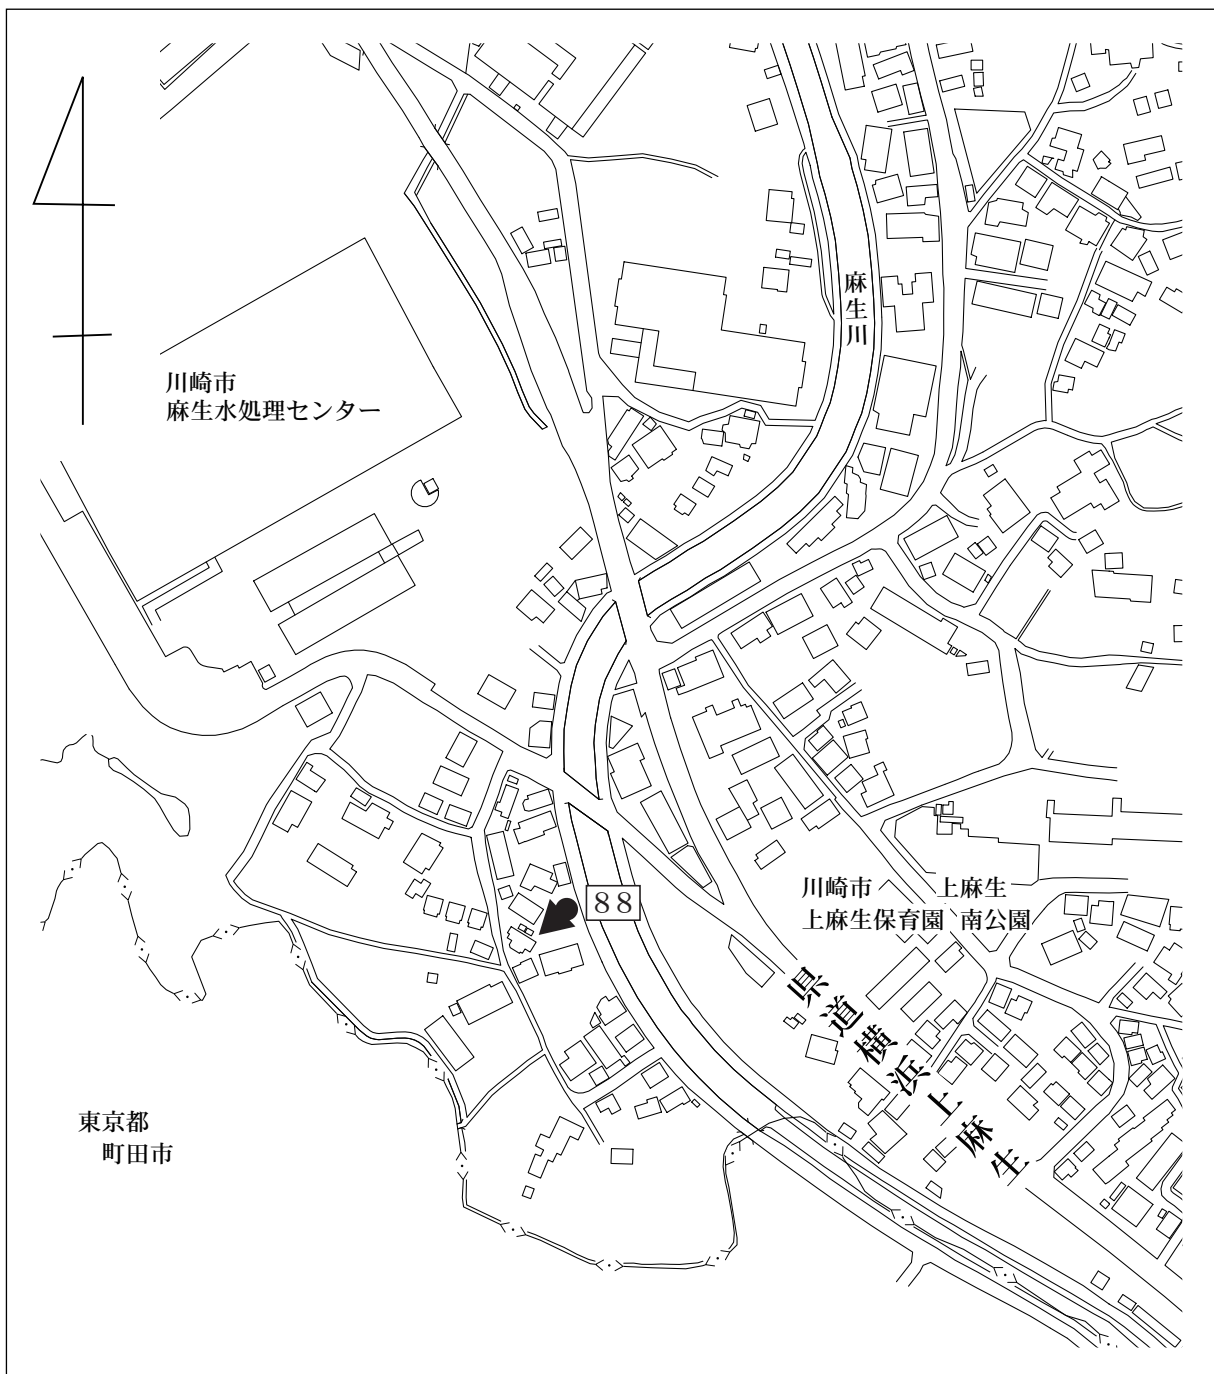 麻生川
川崎市
麻生水処理センター
88
川崎市
上麻生保育園
上麻生
南公園
県道横浜上麻生
東京都
町田市